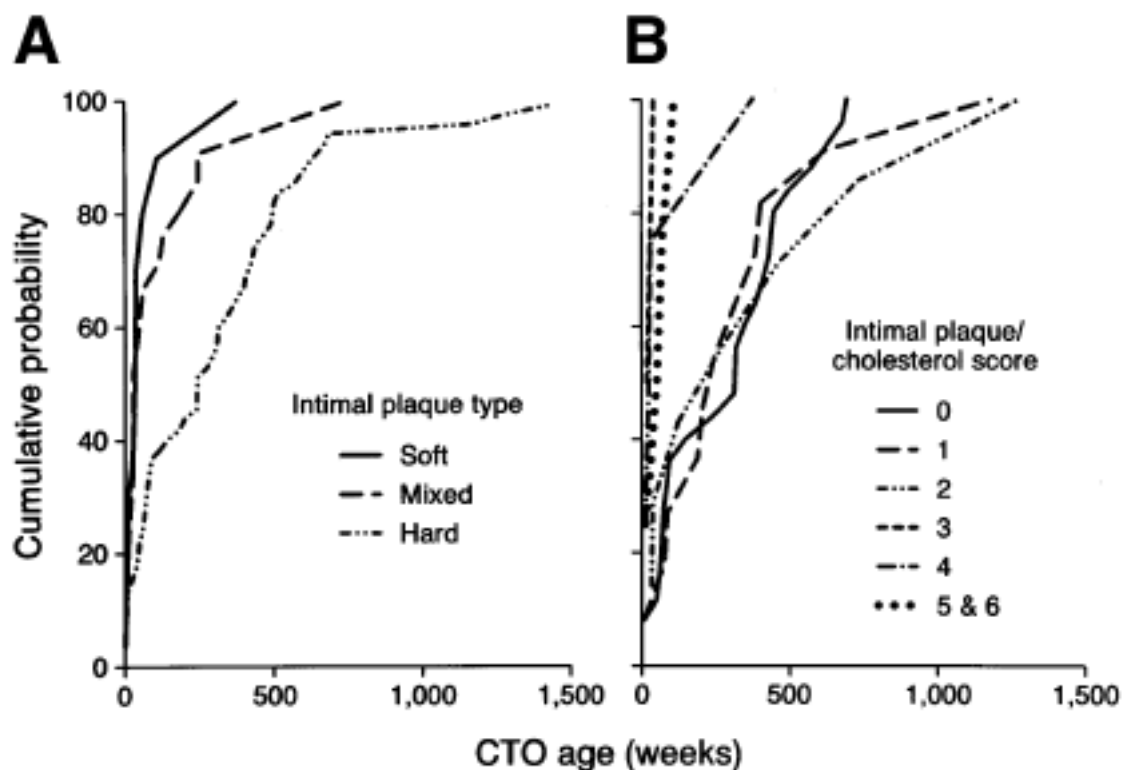 A
B
Cumulative probability
100
80
60
40
20
0
0
500
1,000
1,500
Intimal plaque type
Soft
Mixed
Hard
0
500
1,000
1,500
Intimal plaque/
cholesterol score
0
1
2
3
4
5 & 6
CTO age (weeks)